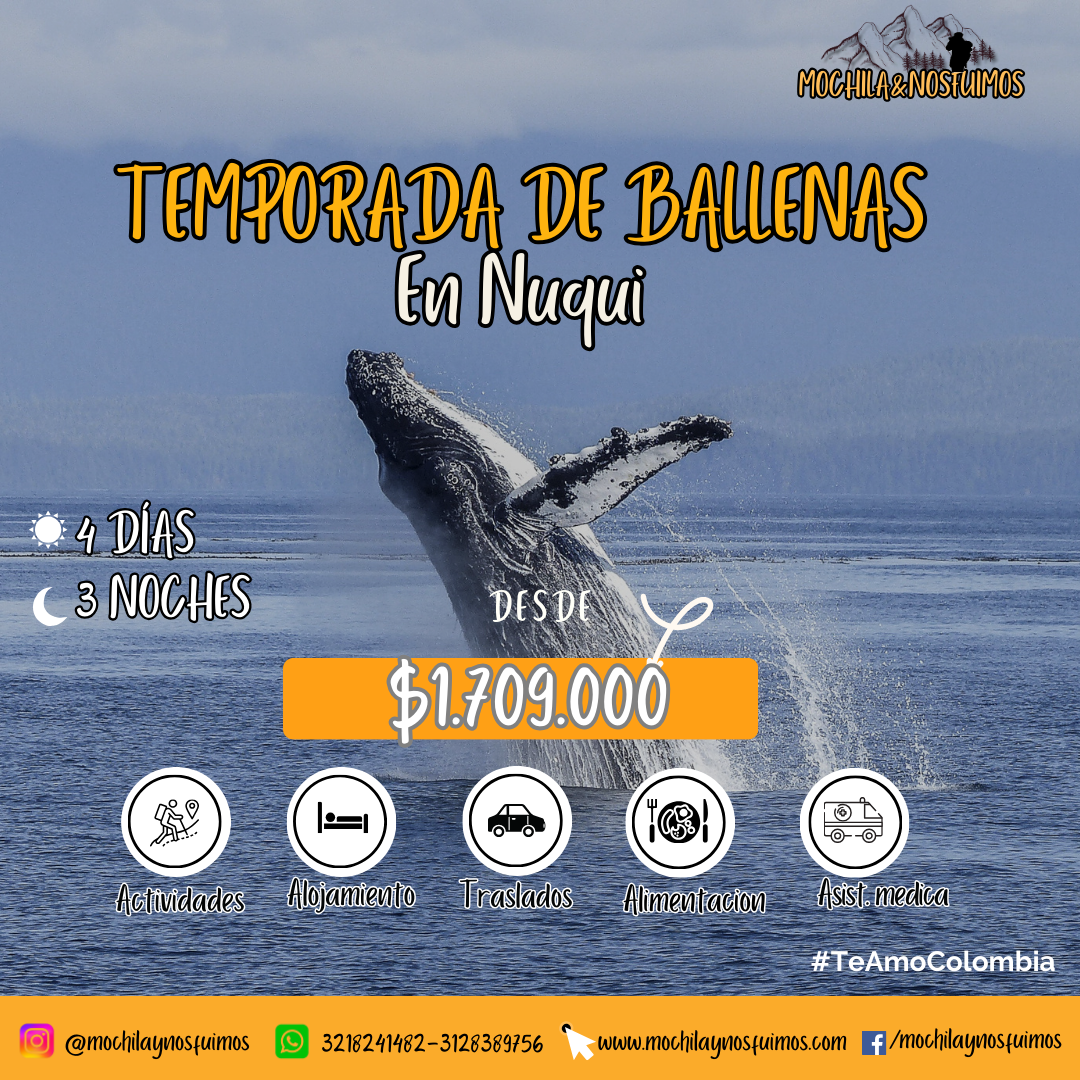 MOCHILA&NOSFUIMOS
TEMPORADA DE BALLENAS
En Nuqui
4 DÍAS
3 NOCHES
DESDE
$1.709.000
Actividades
Alojamiento
Traslados
Alimentacion
Asist. medica
#TeAmoColombia
@mochilaynosfuimos
3218241482-3128389756
www.mochilaynosfuimos.com
/mochilaynosfuimos